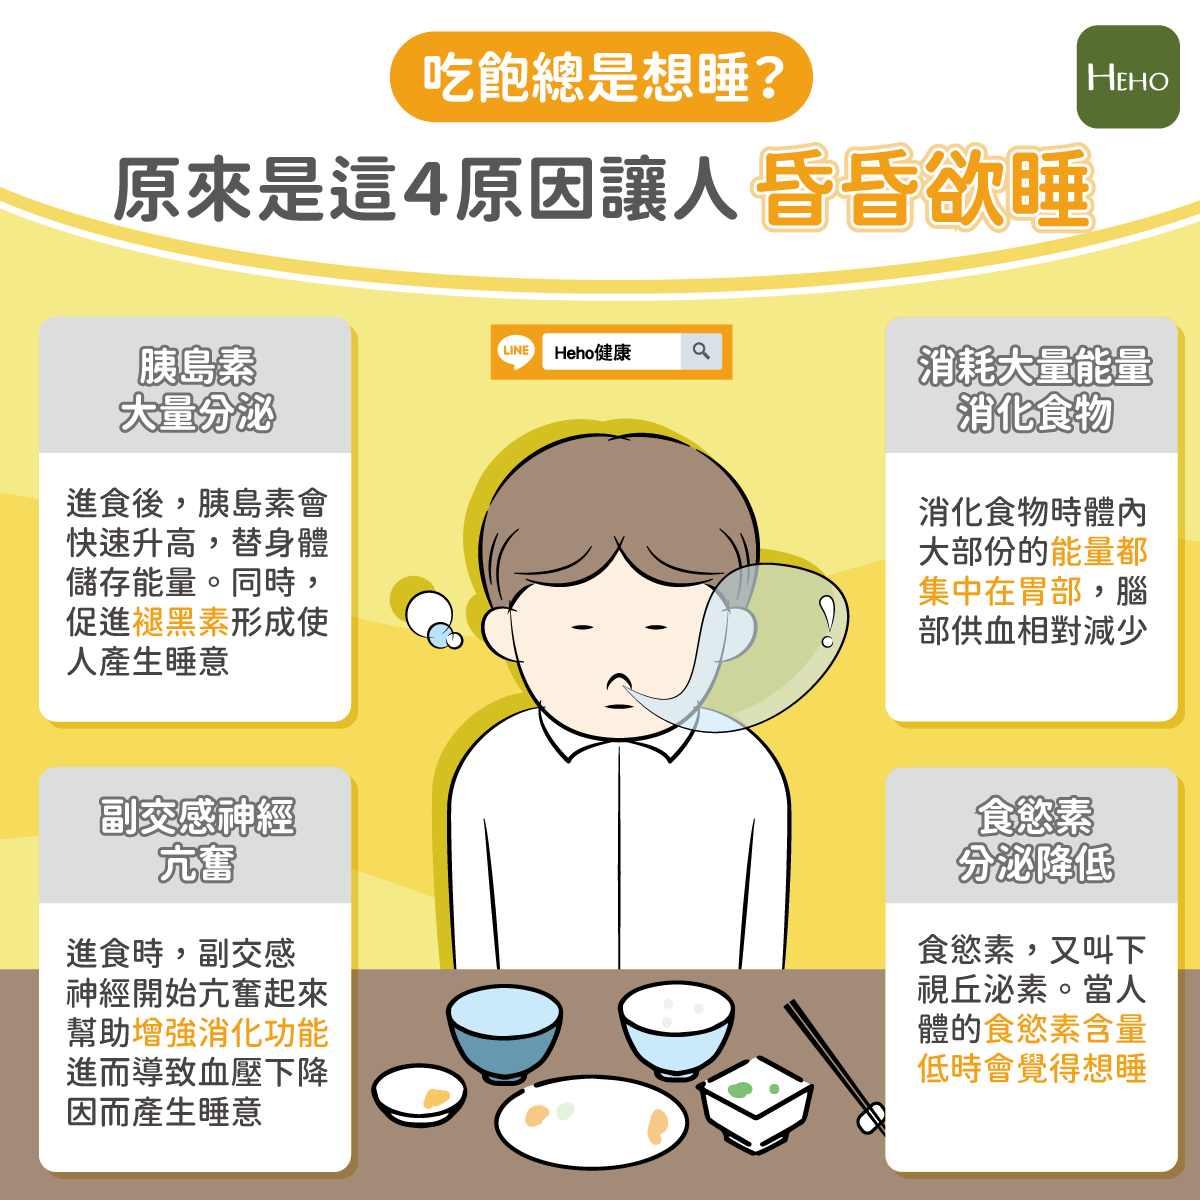 吃飽總是想睡？
HEHO
原來是這4原因讓人昏昏欲睡
LINE
Heho健康
胰島素
大量分泌
進食後，胰島素會
快速升高，替身體
儲存能量。同時，
促進褪黑素形成使
人產生睡意
消耗大量能量
消化食物
消化食物時體內
大部份的能量都
集中在胃部，腦
部供血相對減少
副交感神經
亢奮
進食時，副交感
神經開始亢奮起來
幫助增強消化功能
進而導致血壓下降
因而產生睡意
食慾素
分泌降低
食慾素，又叫下
視丘泌素。當人
體的食慾素含量
低時會覺得想睡